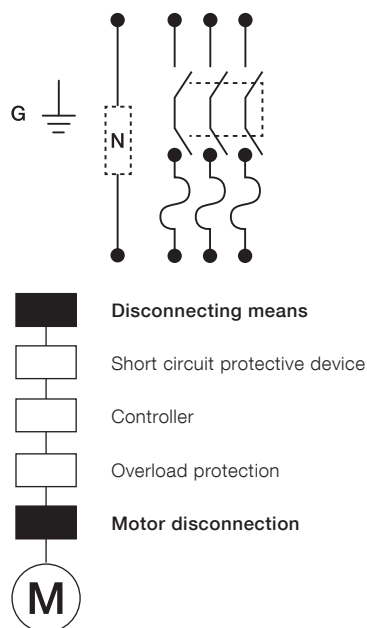 G
N
Disconnecting means
Short circuit protective device
Controller
Overload protection
Motor disconnection
M